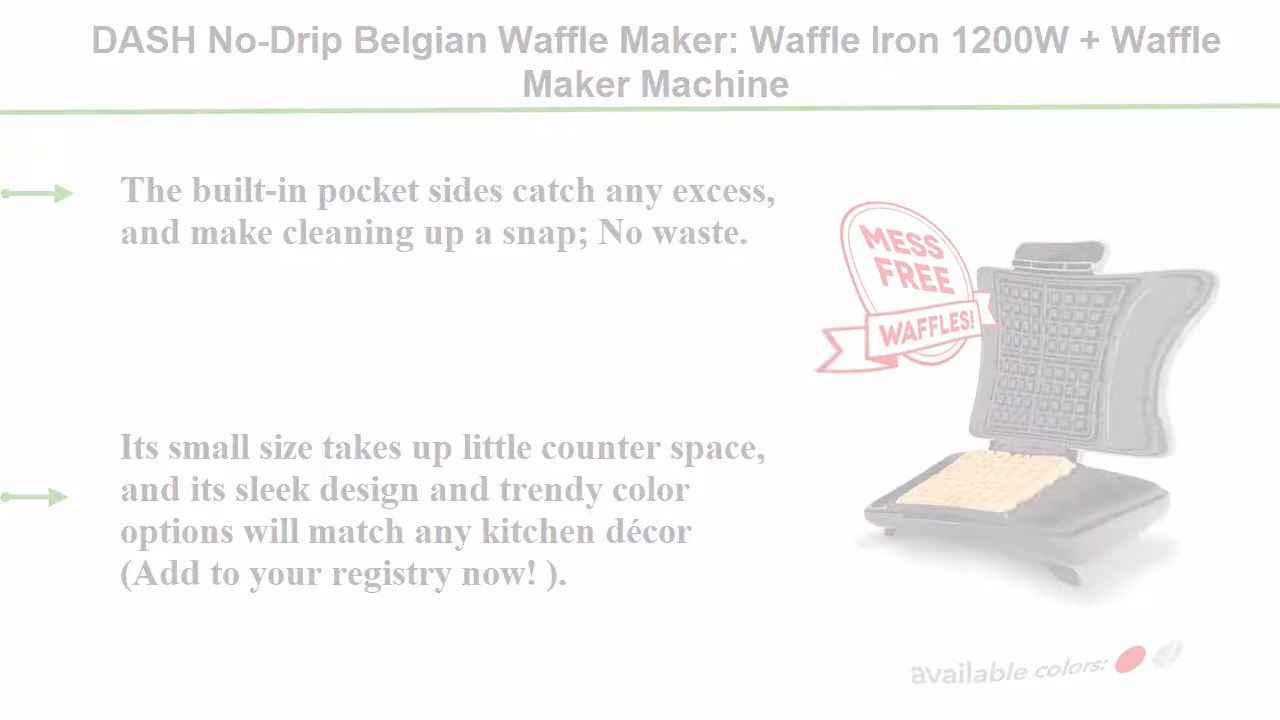 DASH No-Drip Belgian Waffle Maker: Waffle Iron 1200W + Waffle
Maker Machine
The built-in pocket sides catch any excess,
and make cleaning up a snap; No waste.
MESS
FREE
WAFFLES!
Its small size takes up little counter space,
and its sleek design and trendy color
options will match any kitchen décor
(Add to your registry now! ).
available colors: